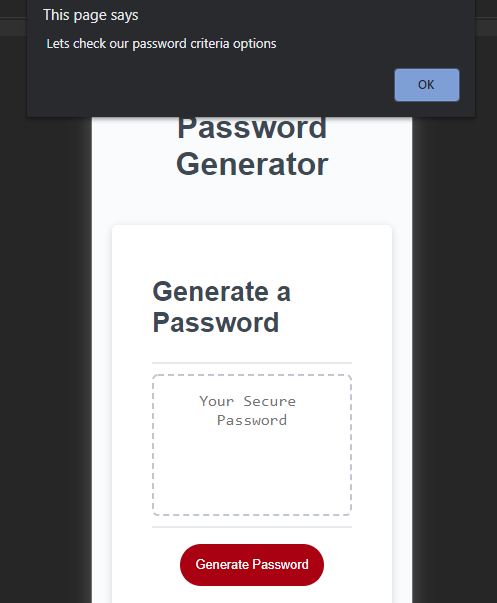 This page says
Lets check our password criteria options
OK
Password
Generator
Generate a
Password
Your Secure
Password
Generate Password